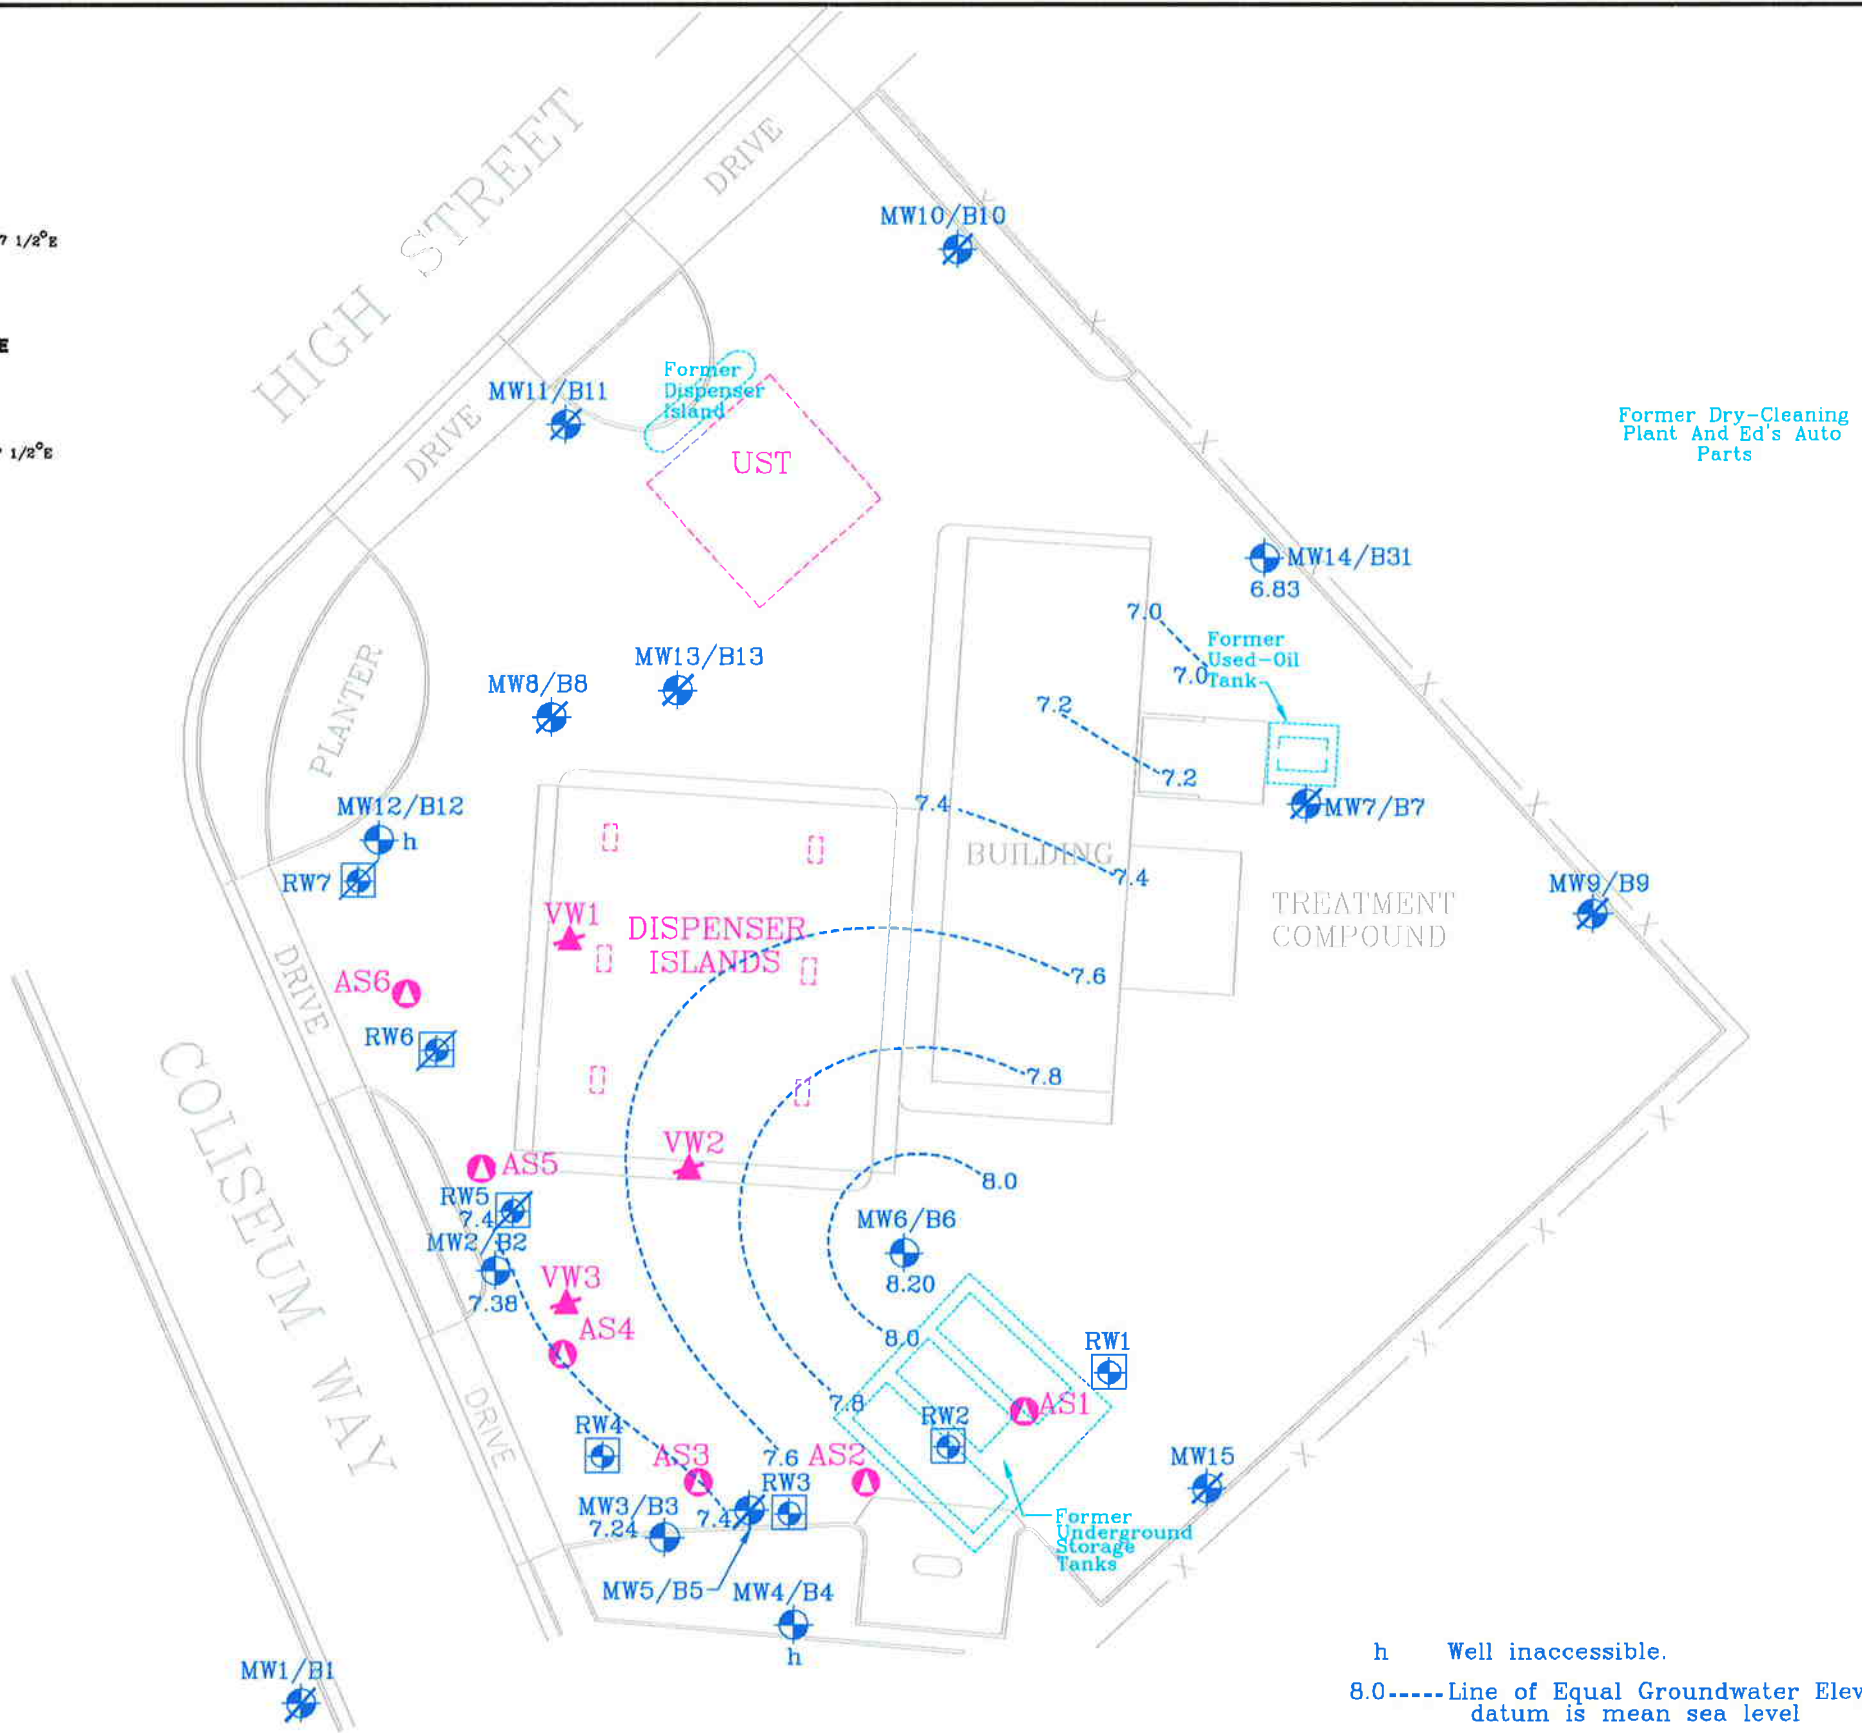 7 1/2°E
E
1/2°E
HIGH STREET
DRIVE
MW10/B10
Former
Dispenser
Island
MW11/B11
DRIVE
UST
Former Dry-Cleaning
Plant And Ed's Auto
Parts
MW14/B31
6.83
7.0
Former
Used-Oil
Tank
7.0
MW13/B13
MW8/B8
PLANTER
7.2
7.2
MW12/B12
h
7.4
MW7/B7
BUILDING
7.4
RW7
MW9/B9
TREATMENT
COMPOUND
VW1
DISPENSER
ISLANDS
7.6
AS6
DRIVE
RW6
7.8
COLISEUM WAY
VW2
AS5
8.0
RW5
7.4
MW2/B2
7.38
MW6/B6
8.20
VW3
AS4
8.0
RW1
DRIVE
7.8
AS1
RW2
RW4
AS3
7.6
AS2
MW15
RW3
MW3/B3
7.24
7.4
Former
Underground
Storage
Tanks
MW5/B5
MW4/B4
h
MW1/B1
h Well inaccessible.
8.0-----Line of Equal Groundwater Elev
datum is mean sea level
X
X
X
X
X
X
X
X
X
X
X
X